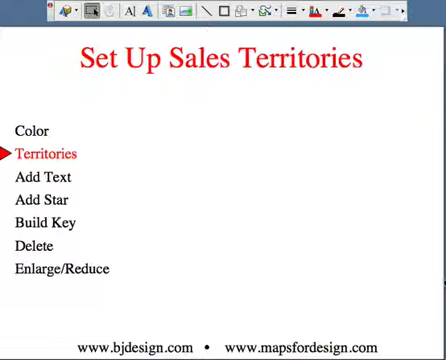 Set Up Sales Territories
Color
Territories
Add Text
Add Star
Build Key
Delete
Enlarge/Reduce
www.bjdesign.com • www.mapsfordesign.com